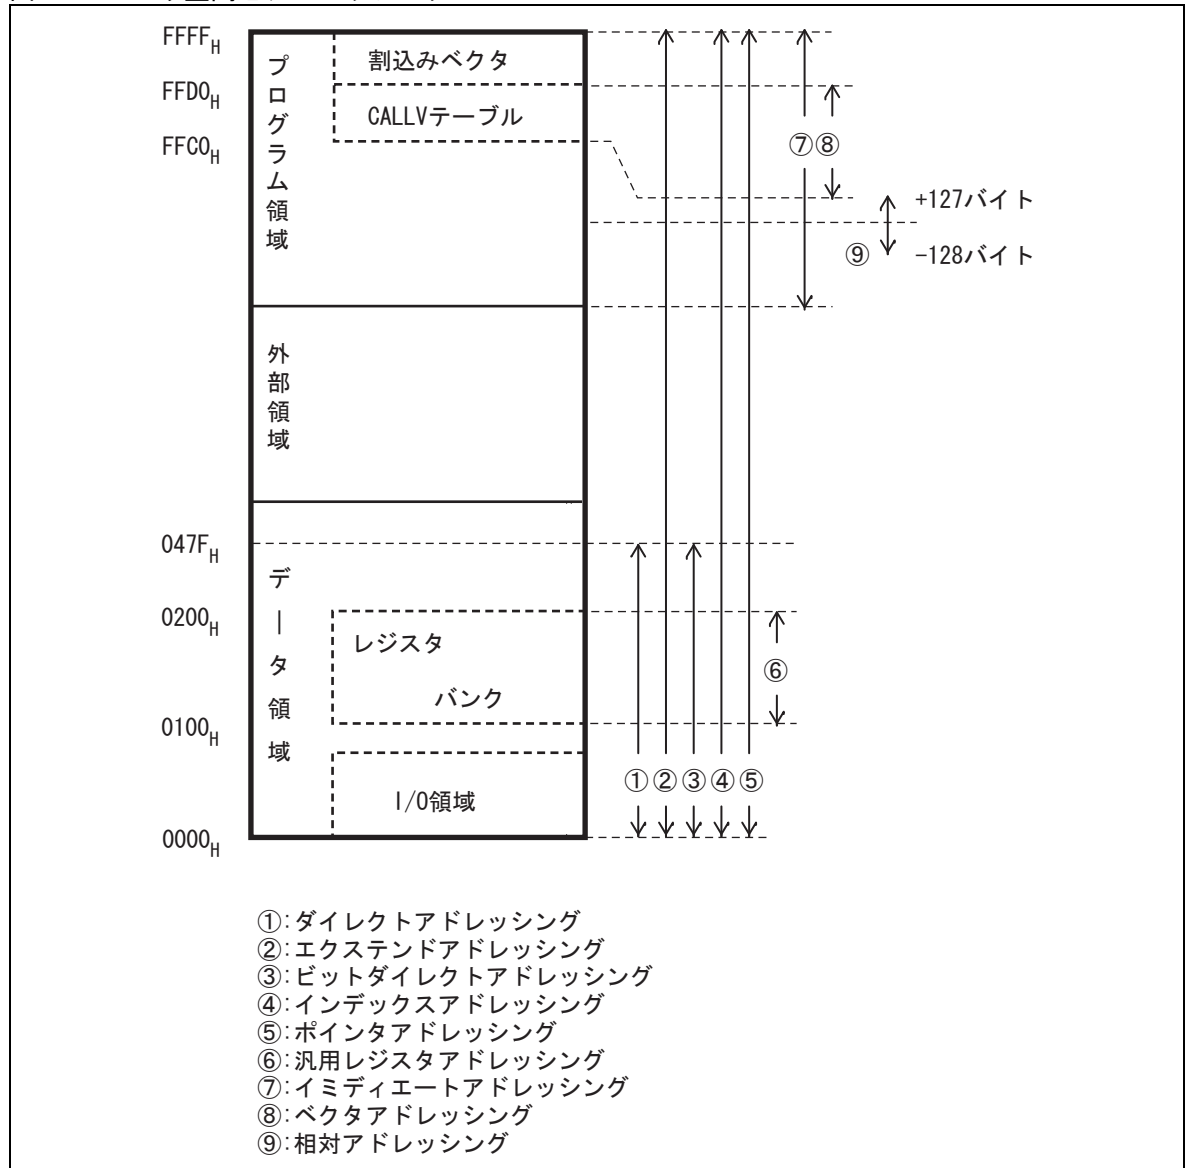 FFFFH
FFD0H
FFC0H
プログラム領域
割込みベクタ
CALLVテーブル
⑦⑧
+127バイト
⑨
-128バイト
外部領域
047FH
0200H
0100H
0000H
データ領域
レジスタ
バンク
I/O領域
⑥
①②③④⑤
①:ダイレクトアドレッシング
②:エクステンドアドレッシング
③:ビットダイレクトアドレッシング
④:インデックスアドレッシング
⑤:ポインタアドレッシング
⑥:汎用レジスタアドレッシング
⑦:イミディエートアドレッシング
⑧:ベクタアドレッシング
⑨:相対アドレッシング